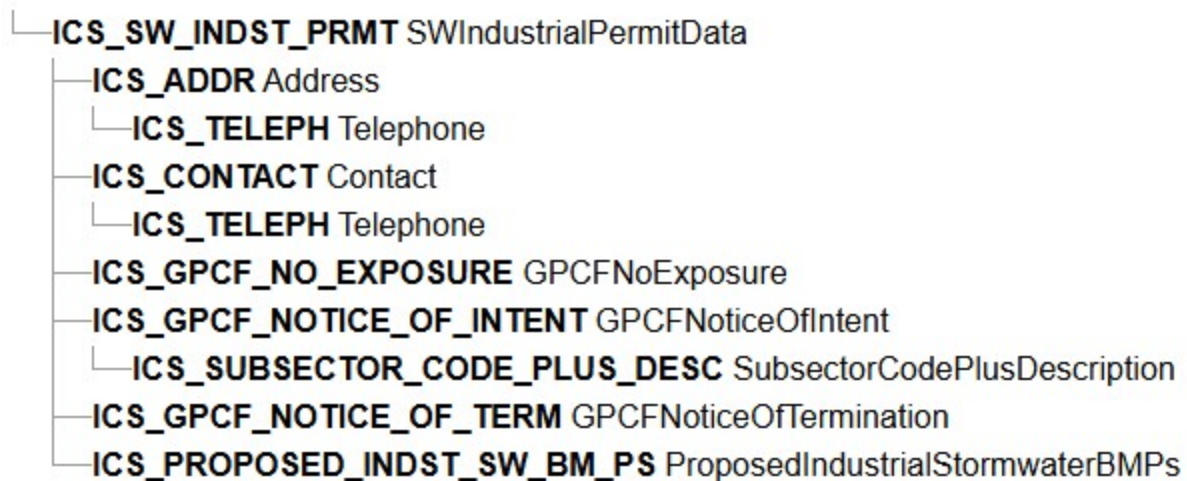 ICS_SW_INDST_PRMT SWIndustrialPermitData
ICS_ADDR Address
ICS_TELEPH Telephone
ICS_CONTACT Contact
ICS_TELEPH Telephone
ICS_GPCF_NO_EXPOSURE GPCFNoExposure
ICS_GPCF_NOTICE_OF_INTENT GPCFNoticeOfIntent
ICS_SUBSECTOR_CODE_PLUS_DESC SubsectorCodePlusDescription
ICS_GPCF_NOTICE_OF_TERM GPCFNoticeOfTermination
ICS_PROPOSED_INDST_SW_BM_PS ProposedIndustrialStormwaterBMPs